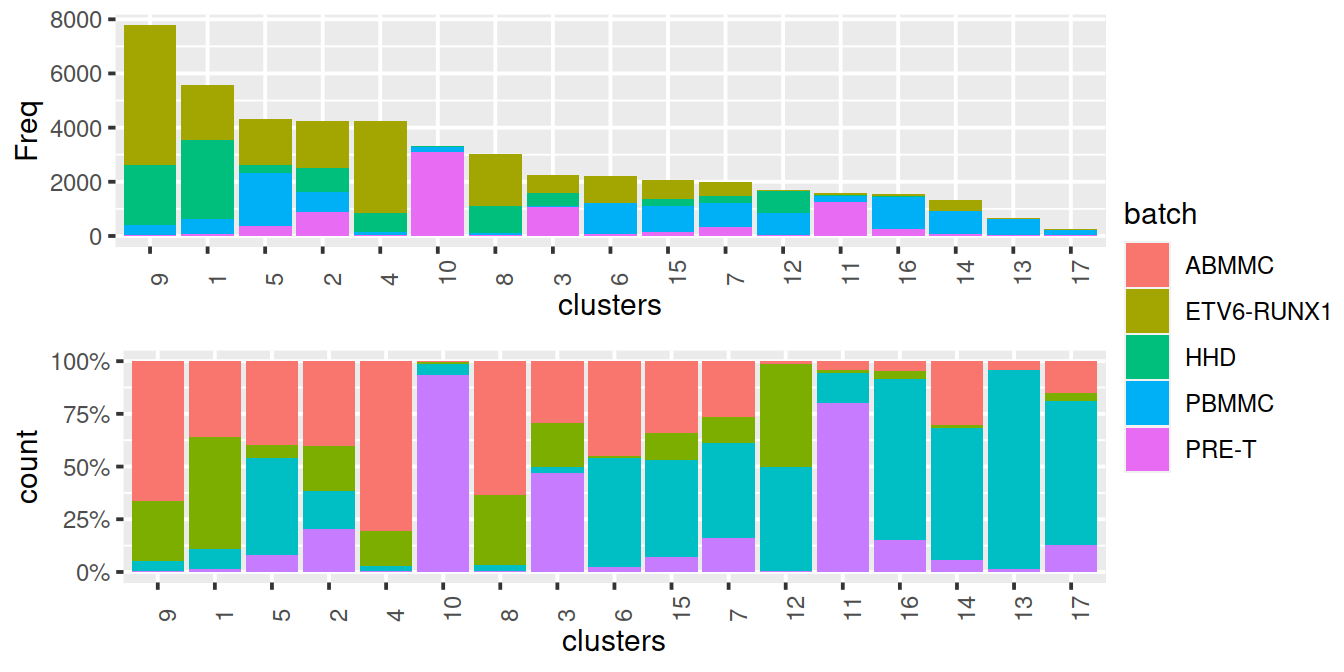 8000
6000
4000
2000
0
Freq
9 1 5 2 4 10 8 3 6 15 7 12 11 16 14 13 17
clusters
100%
75%
50%
25%
0%
count
9 1 5 2 4 10 8 3 6 15 7 12 11 16 14 13 17
clusters
batch
ABMMC
ETV6-RUNX1
HHD
PBMMC
PRE-T